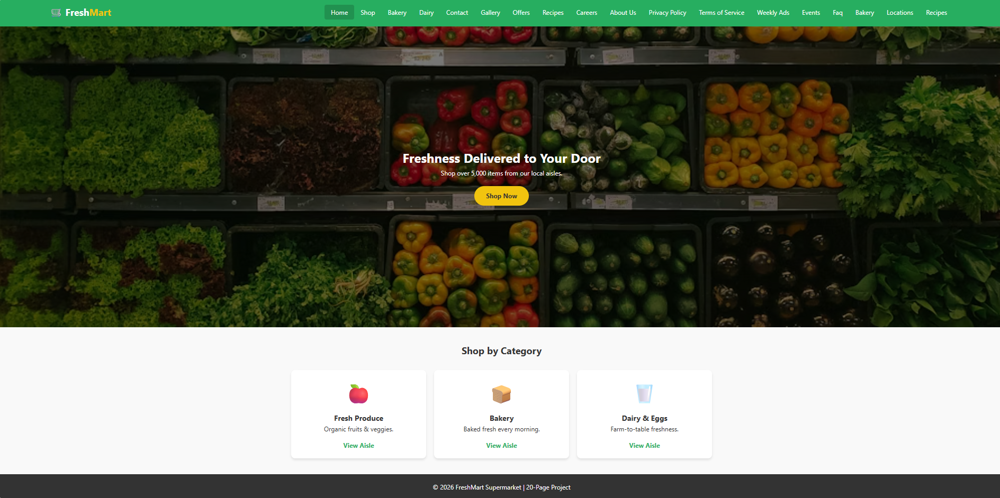 FreshMart
Home Shop Bakery Dairy Contact Gallery Offers Recipes Careers About Us Privacy Policy Terms of Service Weekly Ads Events Faq Bakery Locations Recipes
Freshness Delivered to Your Door
Shop over 5,000 items from our local aisles.
Shop Now
Shop by Category
Fresh Produce
Organic fruits & veggies.
View Aisle
Bakery
Baked fresh every morning.
View Aisle
Dairy & Eggs
Farm-to-table freshness.
View Aisle
© 2026 FreshMart Supermarket | 20-Page Project